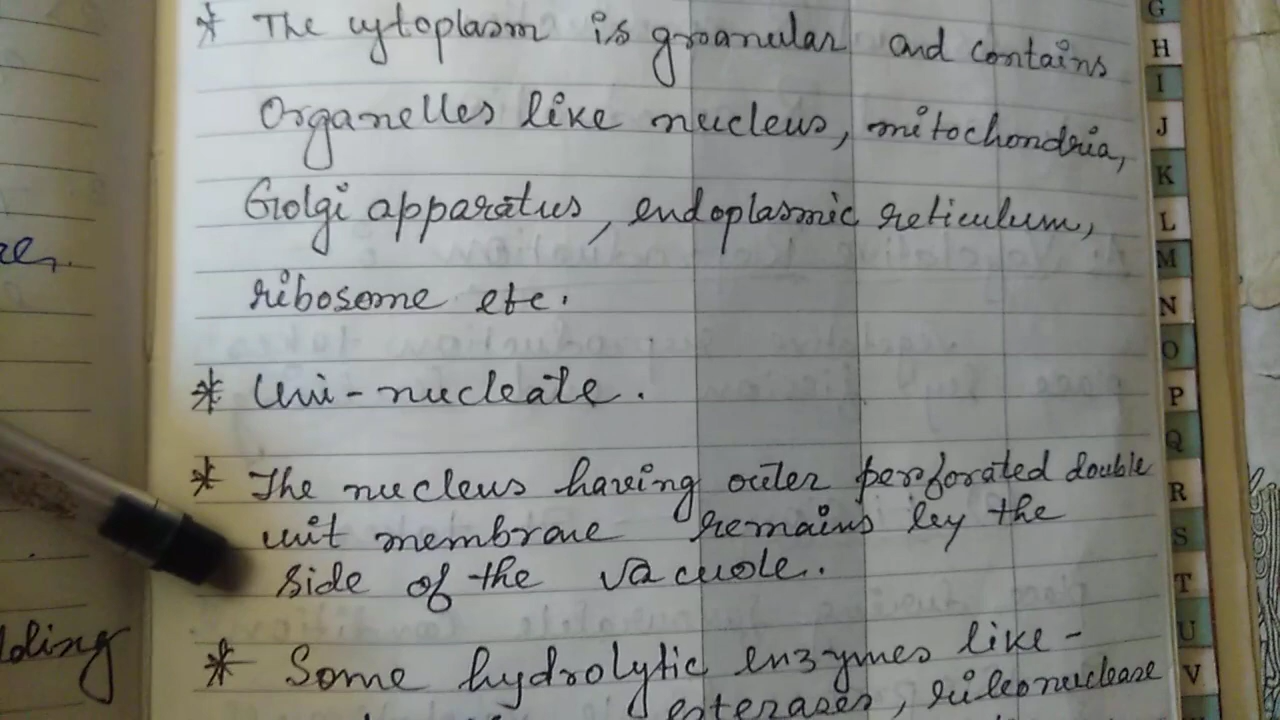 * The cytoplasm is groanular and contains
Organelles like nucleus, mitochondria,
Golgi apparatus, endoplasmic reticulum,
ribosome etc.
* Uni-nucleate.
* The nucleus having outer perforated double
unit membrane remains by the
side of the vacuole.
* Some hydrolytic enzymes like-
esterases, ribonuclease
lding
G
H
I
J
K
L
M
N
O
P
Q
R
S
T
U
V